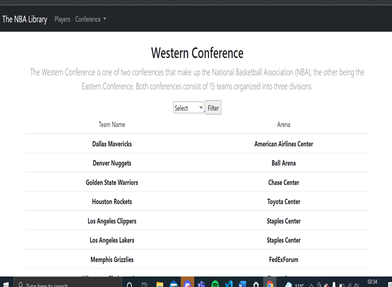 The NBA Library Players Conference
Western Conference
The Western Conference is one of two conferences that make up the National Basketball Association (NBA), the other being the
Eastern Conference. Both conferences consist of 15 teams organized into three divisions.
Select Filter
Team Name Arena
Dallas Mavericks American Airlines Center
Denver Nuggets Ball Arena
Golden State Warriors Chase Center
Houston Rockets Toyota Center
Los Angeles Clippers Staples Center
Los Angeles Lakers Staples Center
Memphis Grizzlies FedExForum
Type here to search 11°C 02:34